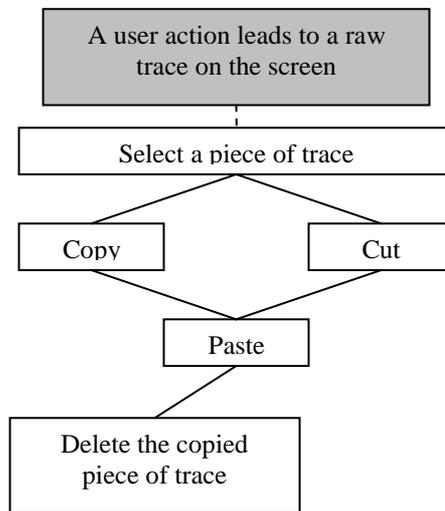 A user action leads to a raw
trace on the screen
Select a piece of trace
Copy
Cut
Paste
Delete the copied
piece of trace